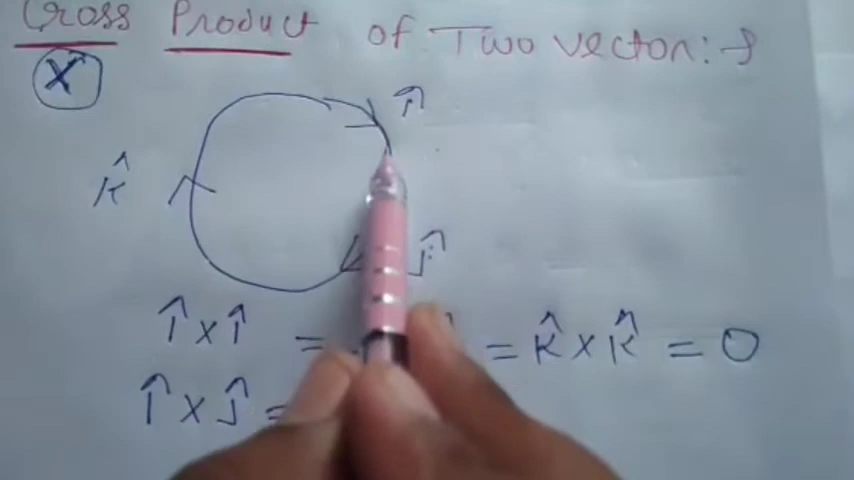 Cross Product of Two vector:-
X
î
k̂
ĵ
î x î = = k̂ x k̂ = 0
î x ĵ =